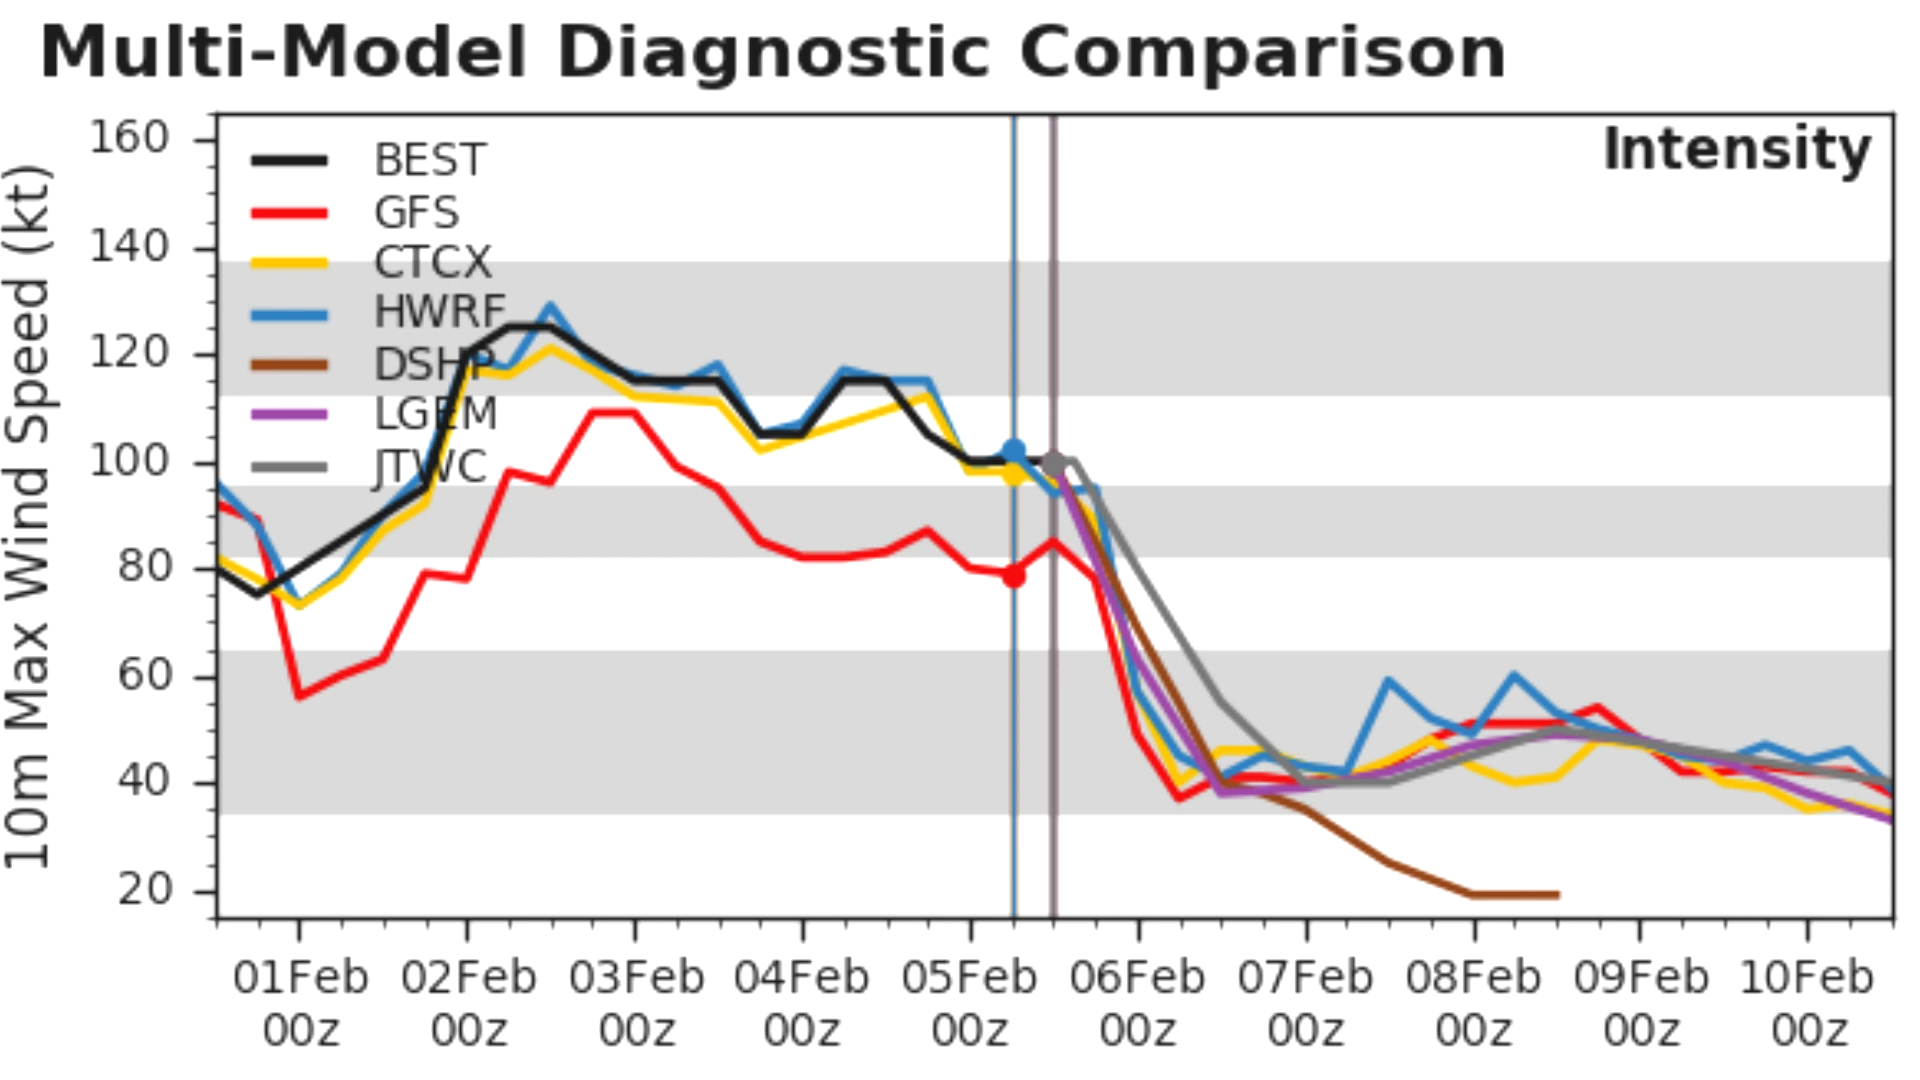 Multi-Model Diagnostic Comparison
Intensity
10m Max Wind Speed (kt)
160
140
120
100
80
60
40
20
BEST
GFS
CTCX
HWRF
DSHP
LGEM
JTWC
01Feb 02Feb 03Feb 04Feb 05Feb 06Feb 07Feb 08Feb 09Feb 10Feb
00z 00z 00z 00z 00z 00z 00z 00z 00z 00z